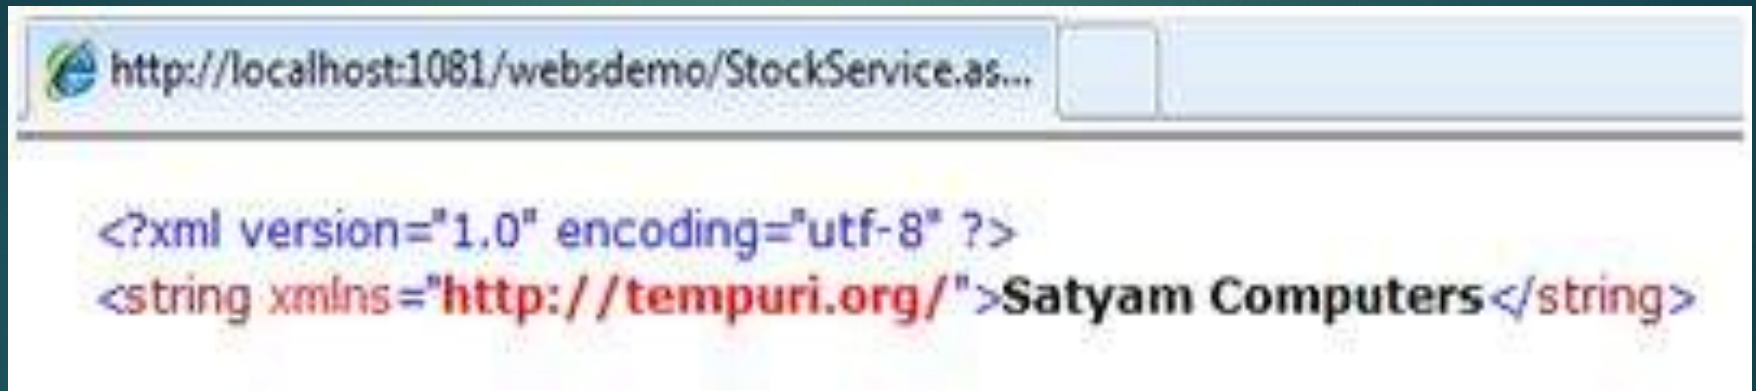 http://localhost:1081/websdemo/StockService.as...
<?xml version="1.0" encoding="utf-8" ?>
<string xmlns="http://tempuri.org/">Satyam Computers</string>